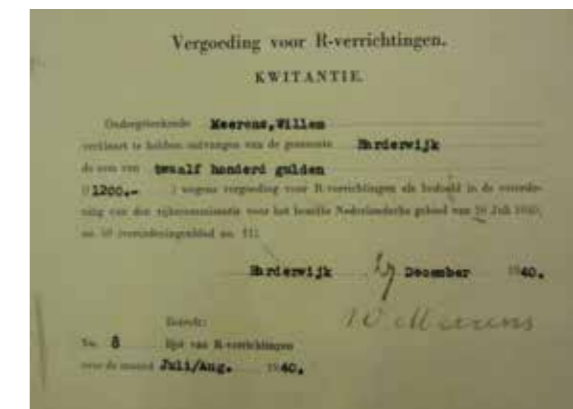 Vergoeding voor R-verrichtingen.
KWITANTIE.
Ondergeteekende Meerens, Willem
verklaart te hebben ontvangen van de gemeente Harderwijk
de som van twaalf honderd gulden
(f 1200.- ) wegens vergoeding voor R-verrichtingen als bedoeld in de verorde-
ning van den rijkscommissaris voor het bezette Nederlandsche gebied van Juli 1940,
no. (verordeningenblad no. ).
Harderwijk, 27 December 1940.
W Meerens
Betreft:
No. 8 lijst van R-verrichtingen
over de maand Juli/Aug. 1940.